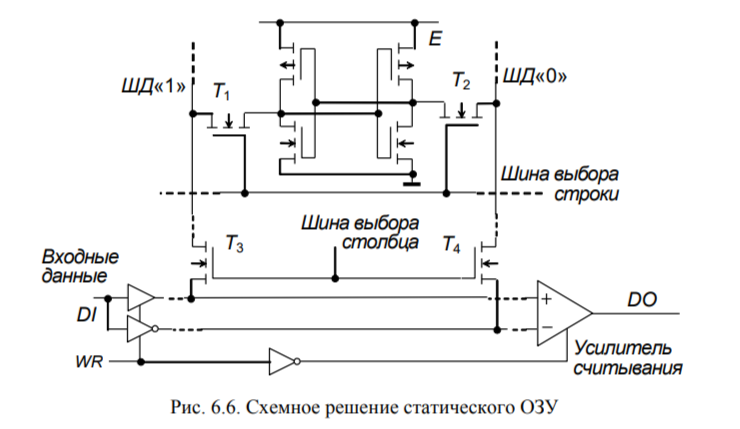 E
ШД«1»
T1
T2
ШД«0»
Шина выбора
строки
Шина выбора
столбца
T3
T4
Входные
данные
DI
+
−
DO
WR
Усилитель
считывания
Рис. 6.6. Схемное решение статического ОЗУ